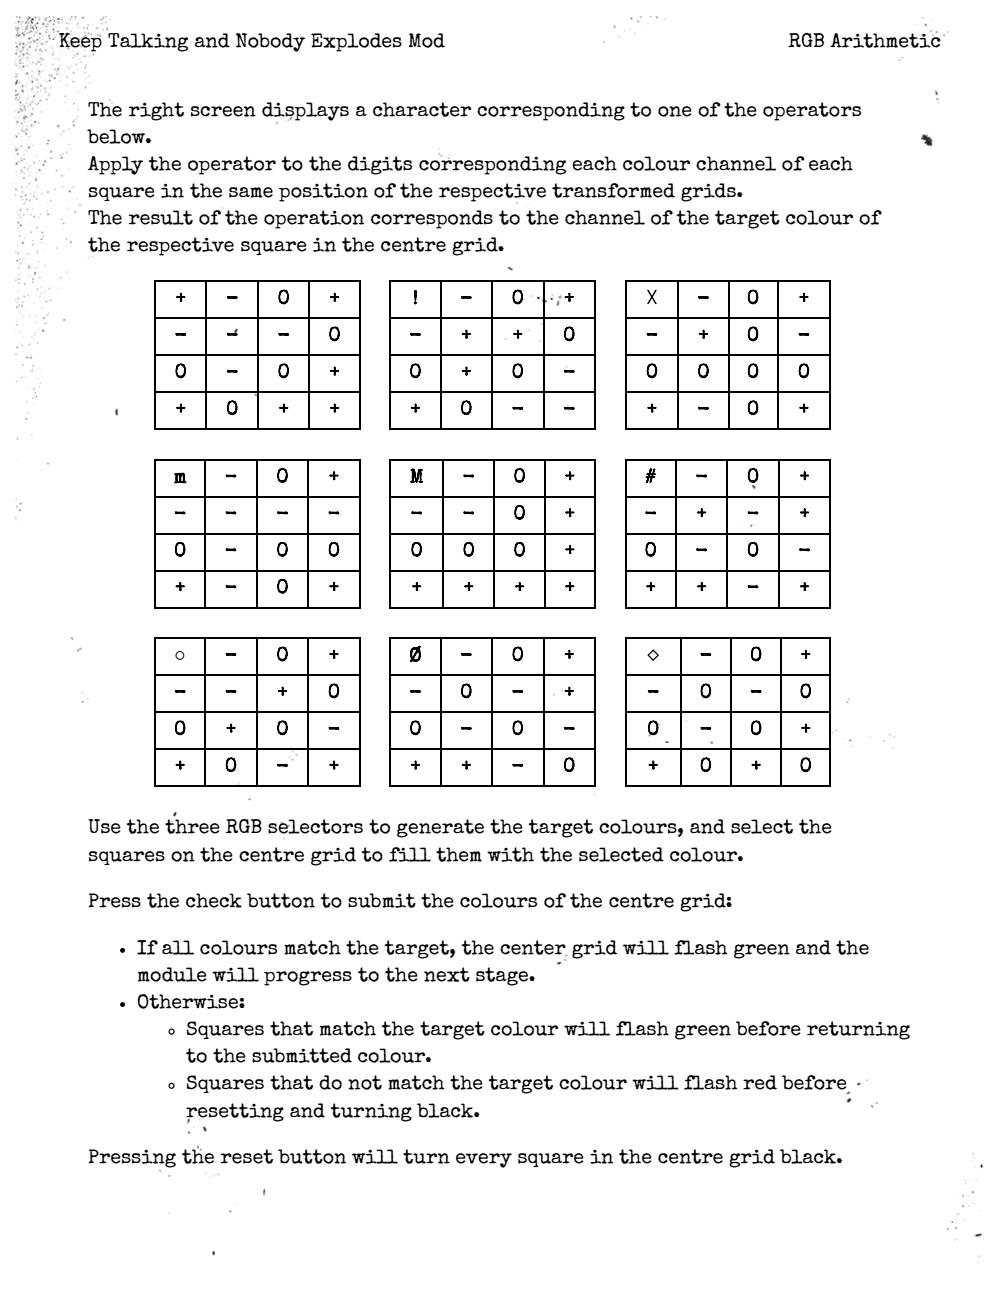 Keep Talking and Nobody Explodes Mod
RGB Arithmetic
The right screen displays a character corresponding to one of the operators
below.
Apply the operator to the digits corresponding each colour channel of each
square in the same position of the respective transformed grids.
The result of the operation corresponds to the channel of the target colour of
the respective square in the centre grid.
+ - 0 +
- - - 0
0 - 0 +
+ 0 + +
! - 0 +
- + + 0
0 + 0 -
+ 0 - -
X - 0 +
- + 0 -
0 0 0 0
+ - 0 +
m - 0 +
- - - -
0 - 0 0
+ - 0 +
M - 0 +
- - 0 +
0 0 0 +
+ + + +
# - 0 +
- + - +
0 - 0 -
+ + - +
○ - 0 +
- - + 0
0 + 0 -
+ 0 - +
Ø - 0 +
- 0 - +
0 - 0 -
+ + - 0
◇ - 0 +
- 0 - 0
0 - 0 +
+ 0 + 0
Use the three RGB selectors to generate the target colours, and select the
squares on the centre grid to fill them with the selected colour.
Press the check button to submit the colours of the centre grid:
• If all colours match the target, the center grid will flash green and the
module will progress to the next stage.
• Otherwise:
◦ Squares that match the target colour will flash green before returning
to the submitted colour.
◦ Squares that do not match the target colour will flash red before
resetting and turning black.
Pressing the reset button will turn every square in the centre grid black.